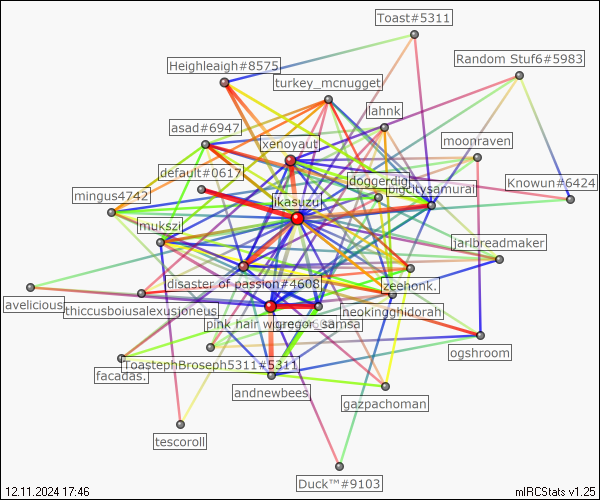 Toast#5311
Heighleigh#8575
Random Stuf6#5983
turkey_mcnugget
lahnk
asad#6947
moonraven
xenoyaut
default#0617
doggerdig
Knowun#6424
bigcitysamurai
mingus4742
ikasuzu
mukszi
jarlbreadmaker
disaster of passion#4608
zeehonk.
avelicious
thiccusboiusalexusjoneus
neokingghidorah
pink hair w
gregor_samsa
ogshroom
ToastephBroseph5311#5311
facadas.
andnewbees
gazpachoman
tescoroll
Duck™#9103
12.11.2024 17:46
mIRCStats v1.25